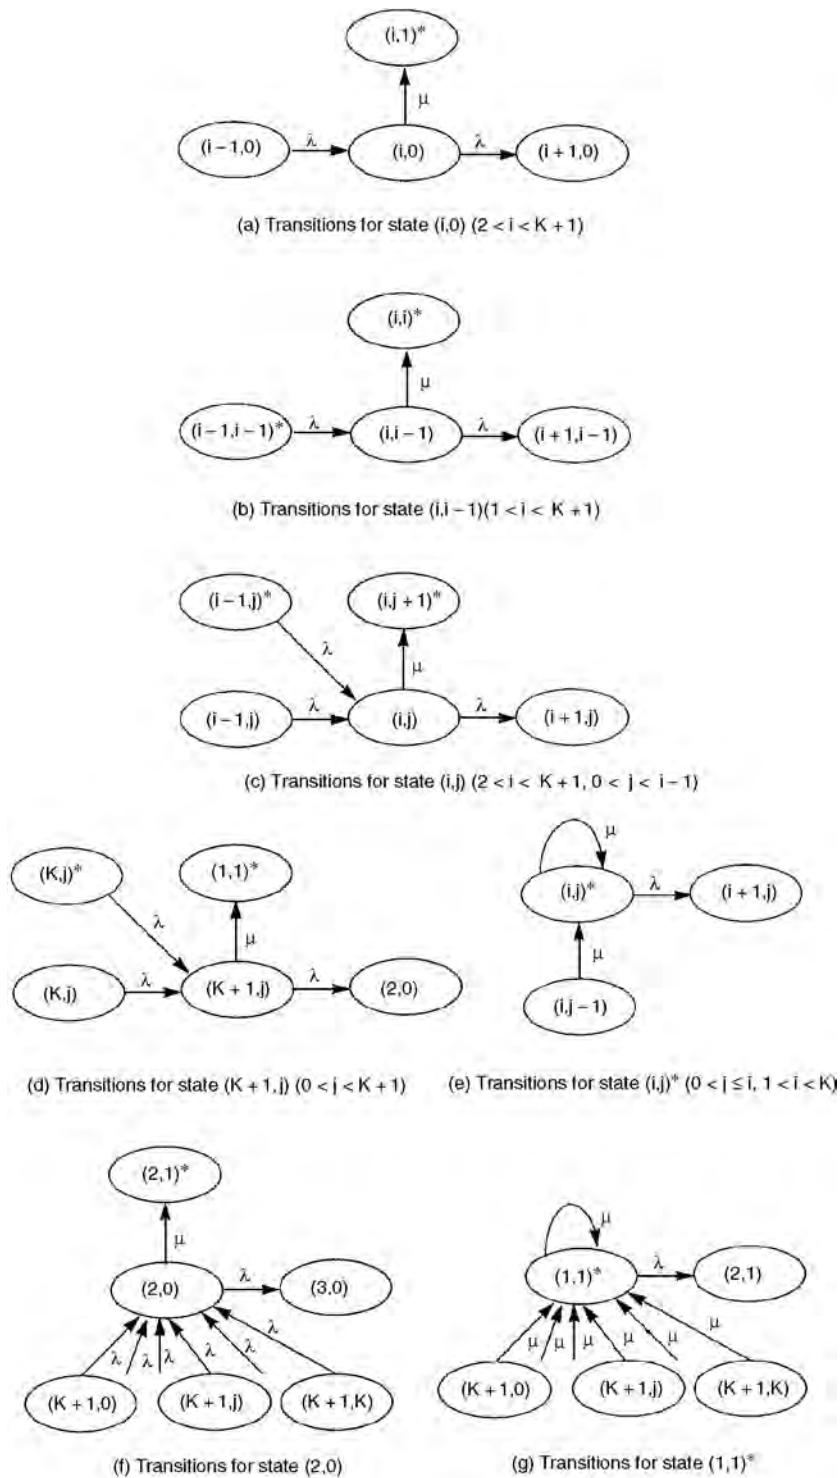 (i,1)*
μ
(i−1,0) λ (i,0) λ (i+1,0)
(a) Transitions for state (i,0) (2 < i < K + 1)
(i,i)*
μ
(i−1,i−1)* λ (i,i−1) λ (i+1,i−1)
(b) Transitions for state (i,i − 1)(1 < i < K + 1)
(i−1,j)* (i,j+1)*
λ μ
(i−1,j) λ (i,j) λ (i+1,j)
(c) Transitions for state (i,j) (2 < i < K + 1, 0 < j < i − 1)
(K,j)* (1,1)*
λ μ
(K,j) λ (K+1,j) λ (2,0)
(d) Transitions for state (K + 1,j) (0 < j < K + 1)
μ
(i,j)* λ (i+1,j)
μ
(i,j−1)
(e) Transitions for state (i,j)* (0 < j ≤ i, 1 < i < K)
(2,1)*
μ
(2,0) λ (3,0)
λ λ λ λ λ λ
(K+1,0) (K+1,j) (K+1,K)
(f) Transitions for state (2,0)
μ
(1,1)* λ (2,1)
μ μ μ μ μ
(K+1,0) (K+1,j) (K+1,K)
(g) Transitions for state (1,1)*